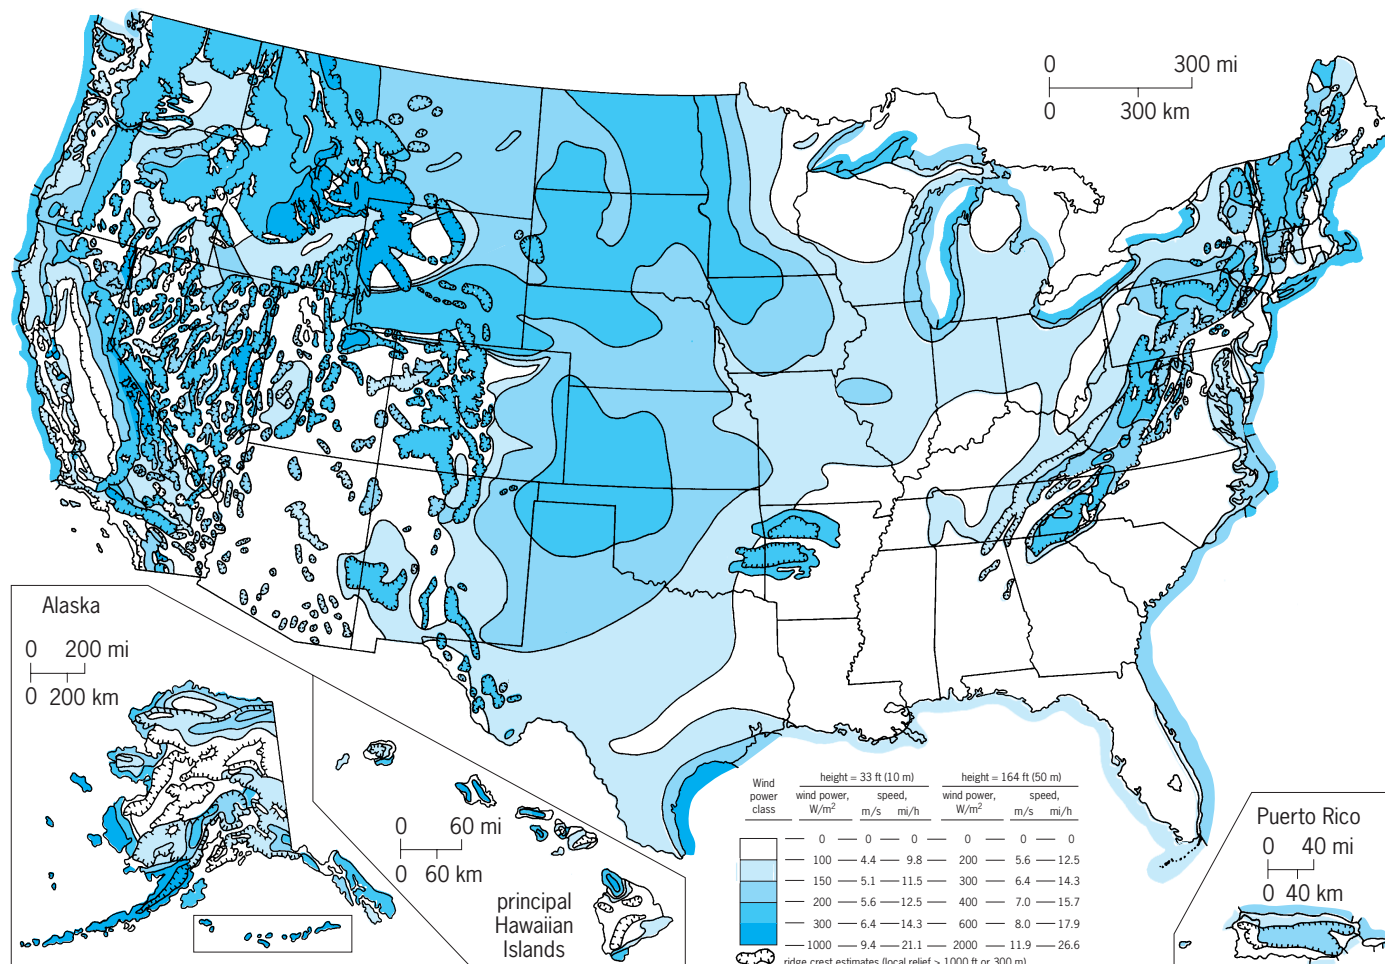 0 300 mi
0 300 km
Alaska
0 200 mi
0 200 km
0 60 mi
0 60 km
principal
Hawaiian
Islands
Wind power class
height = 33 ft (10 m) height = 164 ft (50 m)
wind power, W/m² speed, m/s mi/h wind power, W/m² speed, m/s mi/h
0 0 0 0 0 0
100 4.4 9.8 200 5.6 12.5
150 5.1 11.5 300 6.4 14.3
200 5.6 12.5 400 7.0 15.7
300 6.4 14.3 600 8.0 17.9
1000 9.4 21.1 2000 11.9 26.6
ridge crest estimates (local relief > 1000 ft or 300 m)
Puerto Rico
0 40 mi
0 40 km